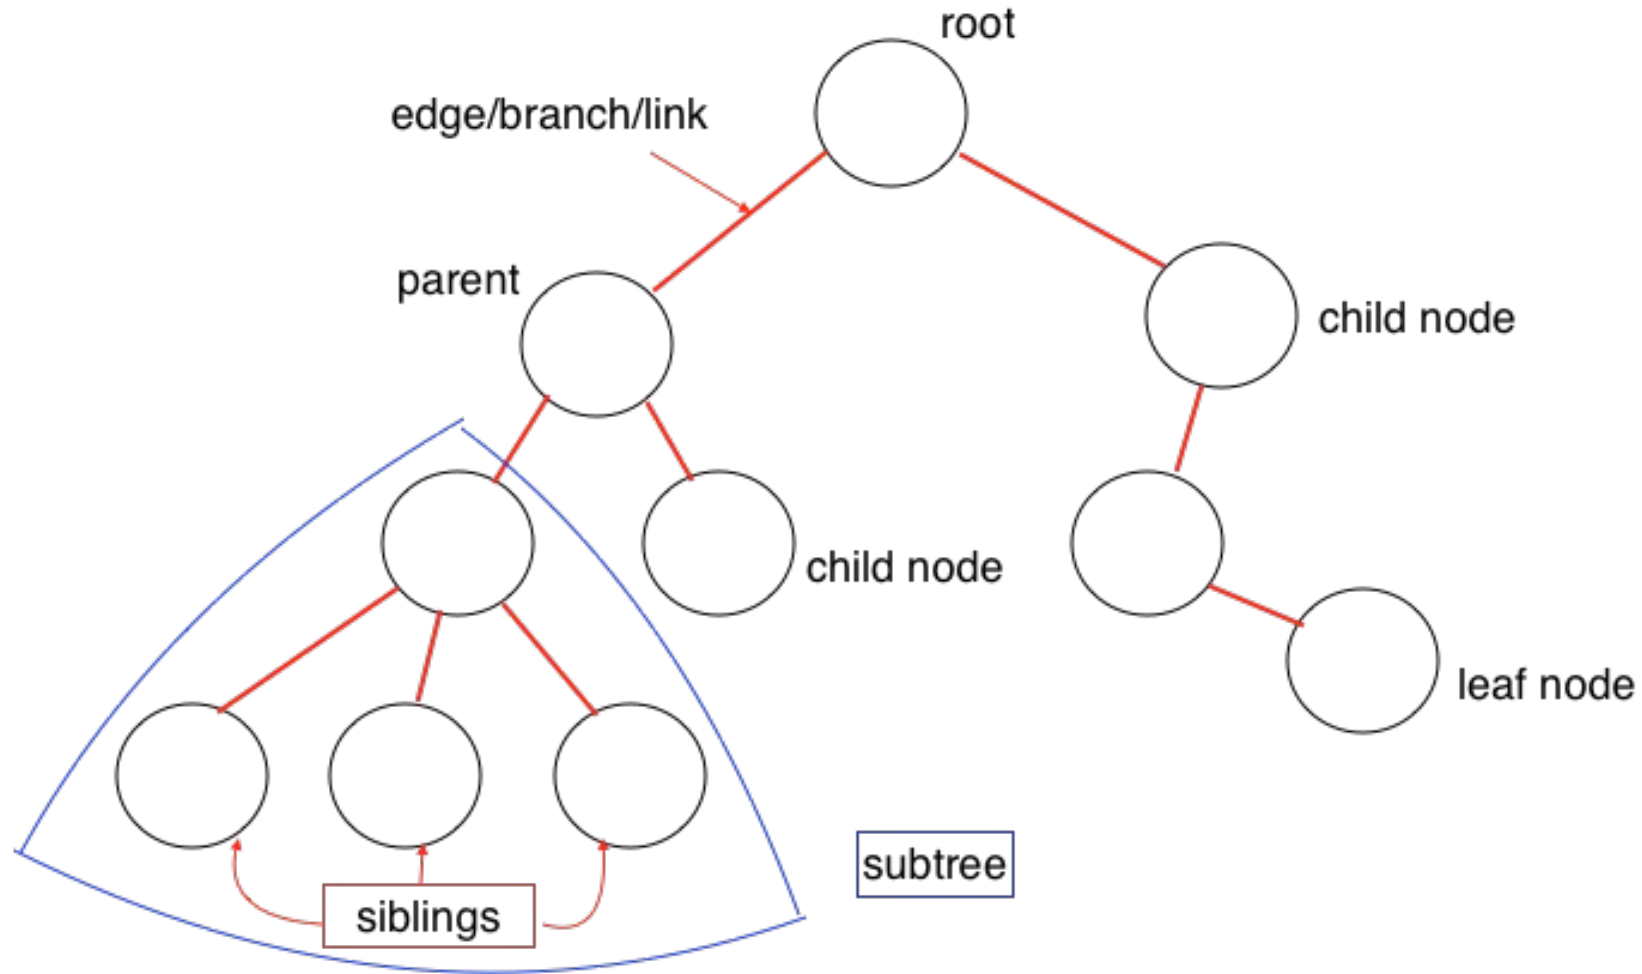 root
edge/branch/link
parent
child node
child node
leaf node
subtree
siblings